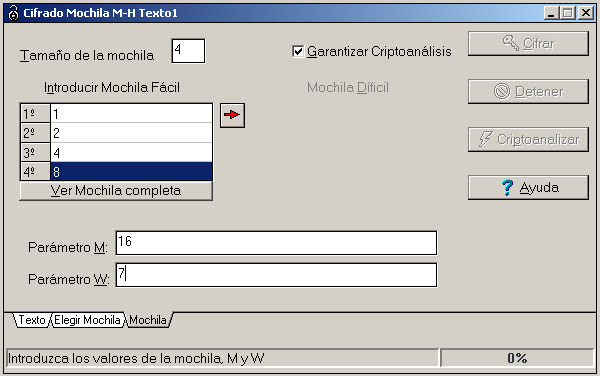 Cifrado Mochila M-H Texto1
Tamaño de la mochila 4
Garantizar Criptoanálisis
Cifrar
Introducir Mochila Fácil
Mochila Díficil
Detener
1º 1
2º 2
3º 4
4º 8
Criptoanalizar
Ver Mochila completa
Ayuda
Parámetro M: 16
Parámetro W: 7
Texto Elegir Mochila Mochila
Introduzca los valores de la mochila, M y W 0%